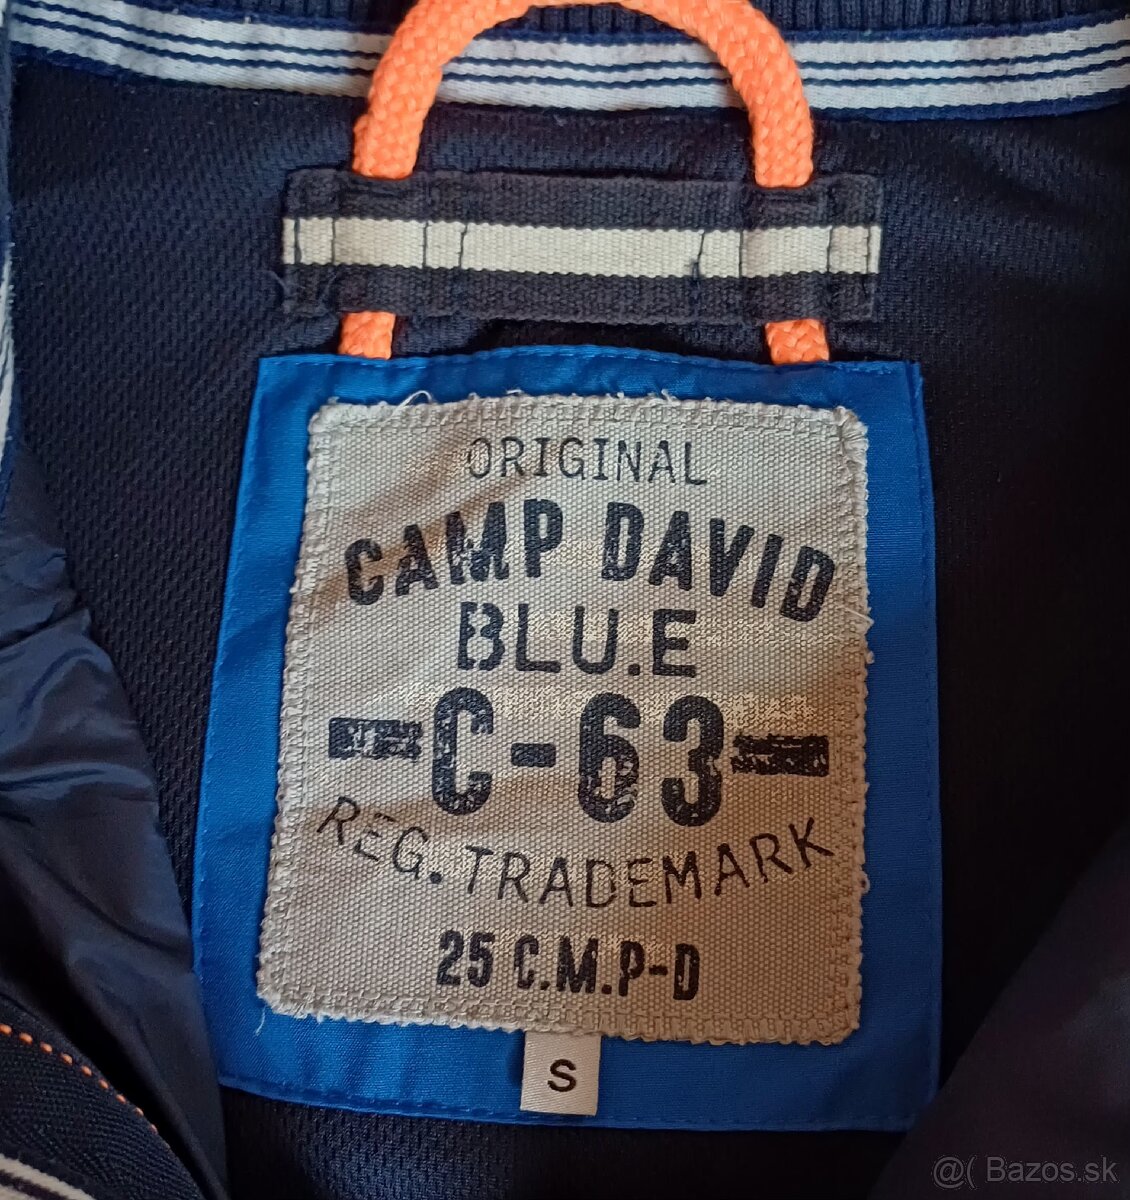 ORIGINAL
CAMP DAVID
BLU.E
C-63
REG. TRADEMARK
25 C.M.P-D
S
@( Bazos.sk